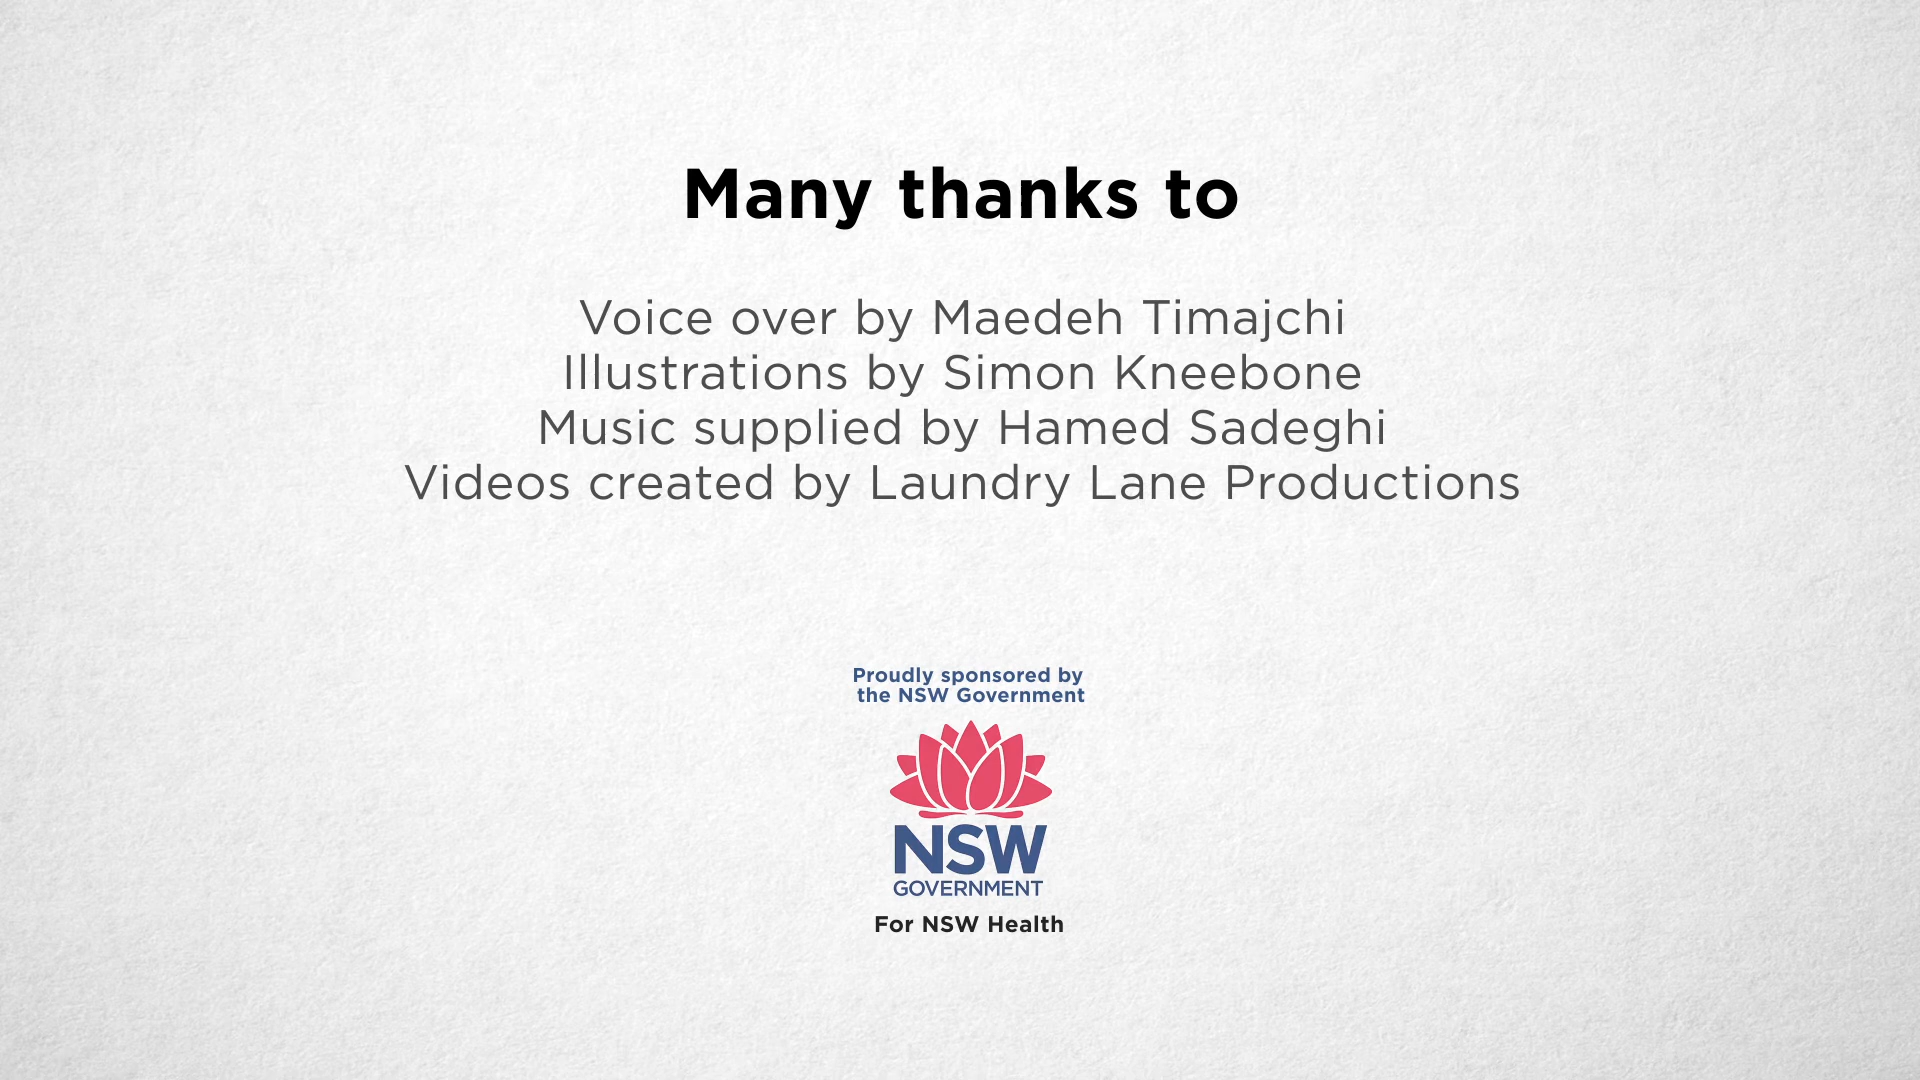 Many thanks to
Voice over by Maedeh Timajchi
Illustrations by Simon Kneebone
Music supplied by Hamed Sadeghi
Videos created by Laundry Lane Productions
Proudly sponsored by
the NSW Government
NSW
GOVERNMENT
For NSW Health